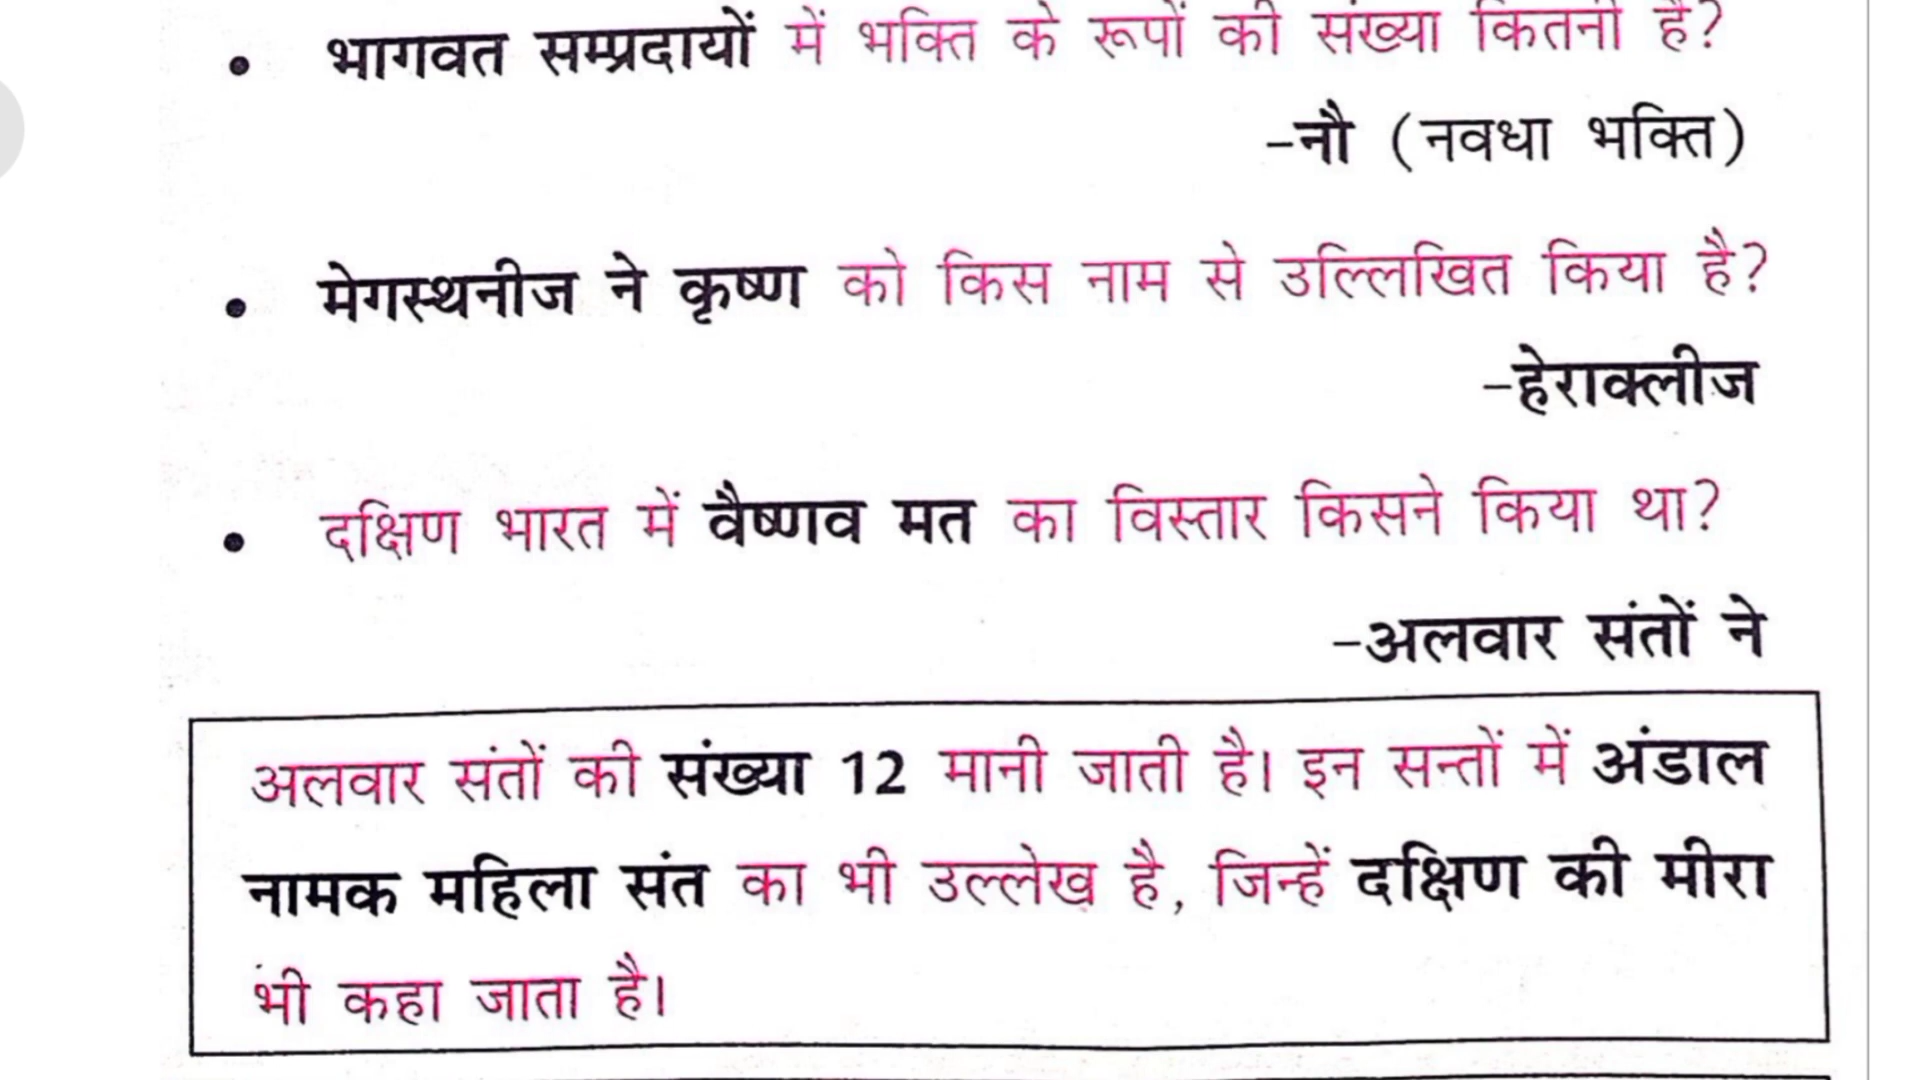 • भागवत सम्प्रदायों में भक्ति के रूपों की संख्या कितनी है?
-नौ (नवधा भक्ति)
• मेगस्थनीज ने कृष्ण को किस नाम से उल्लिखित किया है?
-हेराक्लीज
• दक्षिण भारत में वैष्णव मत का विस्तार किसने किया था?
-अलवार संतों ने
अलवार संतों की संख्या 12 मानी जाती है। इन सन्तों में अंडाल
नामक महिला संत का भी उल्लेख है, जिन्हें दक्षिण की मीरा
भी कहा जाता है।